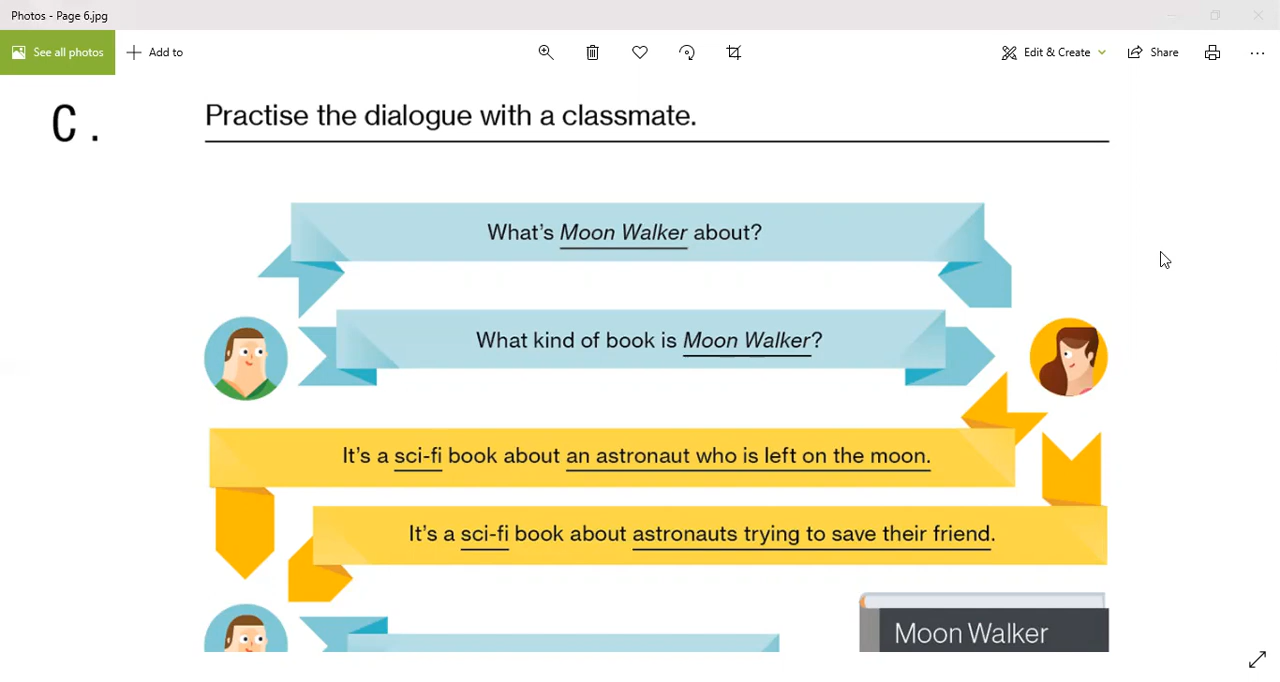 Photos - Page 6.jpg
See all photos
Add to
Edit & Create
Share
C.
Practise the dialogue with a classmate.
What's Moon Walker about?
What kind of book is Moon Walker?
It's a sci-fi book about an astronaut who is left on the moon.
It's a sci-fi book about astronauts trying to save their friend.
Moon Walker